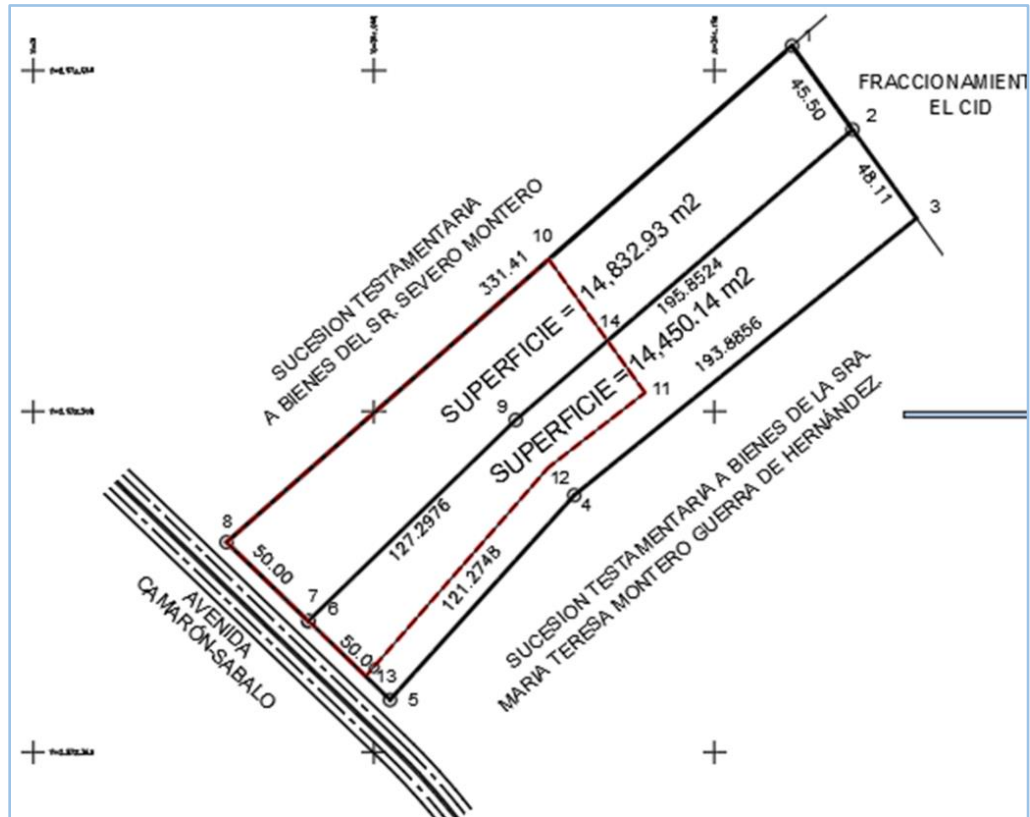 1
45.50
FRACCIONAMIENT
EL CID
2
48.11
3
SUCESION TESTAMENTARIA
A BIENES DEL SR. SEVERO MONTERO
10
331.41
SUPERFICIE = 14,832.93 m2
195.8524
14
SUPERFICIE = 14,450.14 m2
193.8856
11
9
12
4
127.2976
121.2748
SUCESION TESTAMENTARIA A BIENES DE LA SRA.
MARIA TERESA MONTERO GUERRA DE HERNÁNDEZ.
8
50.00
7
6
50.00
13
5
AVENIDA
CAMARÓN-SABALO